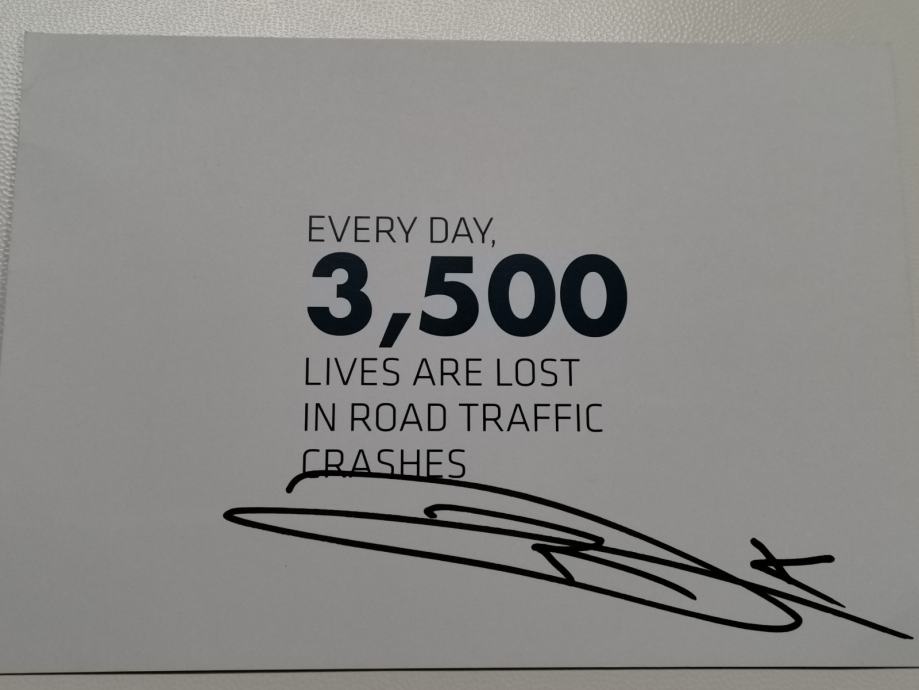 EVERY DAY,
3,500
LIVES ARE LOST
IN ROAD TRAFFIC
CRASHES